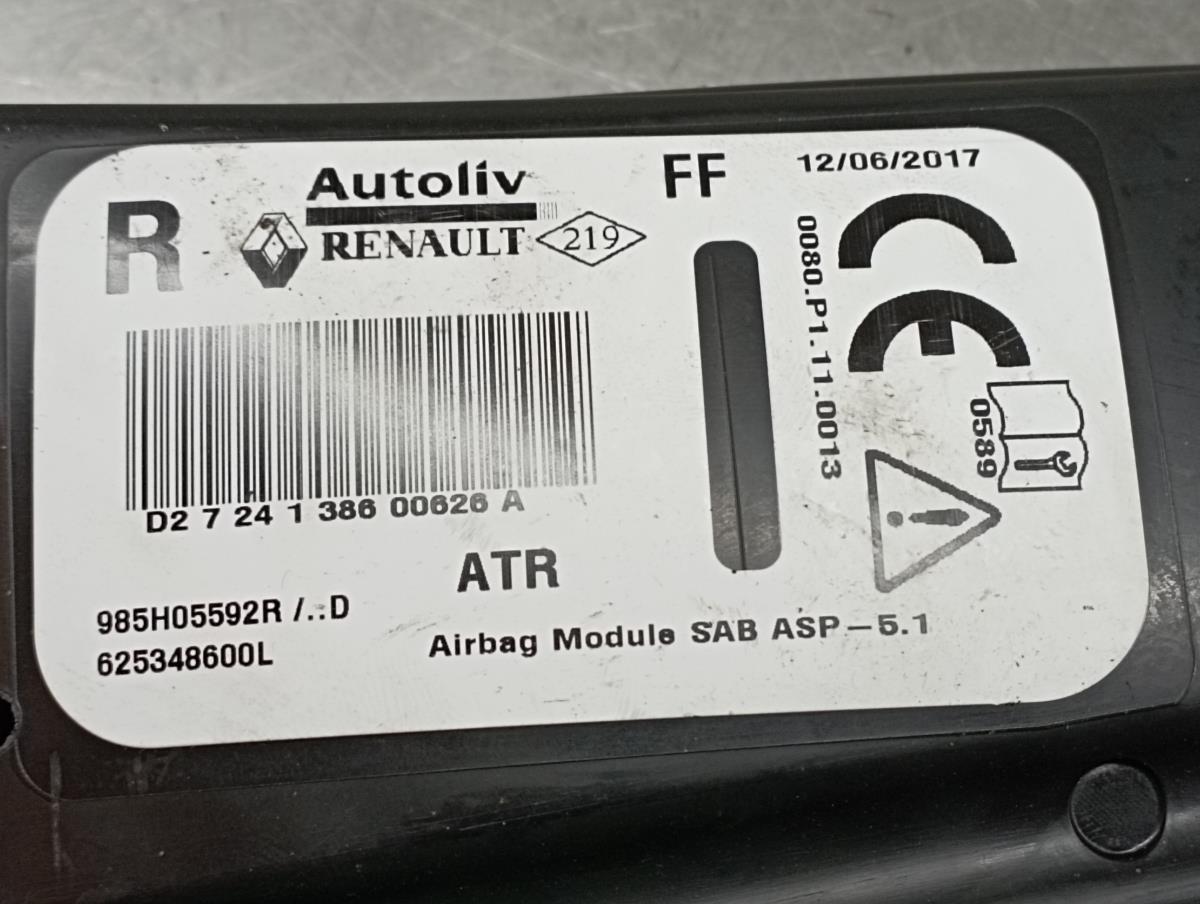 R
Autoliv
RENAULT
219
FF
12/06/2017
0080.P1.11.0013
CE
0589
D2 7 24 1 386 00626 A
ATR
985H05592R /..D
625348600L
Airbag Module SAB ASP-5.1